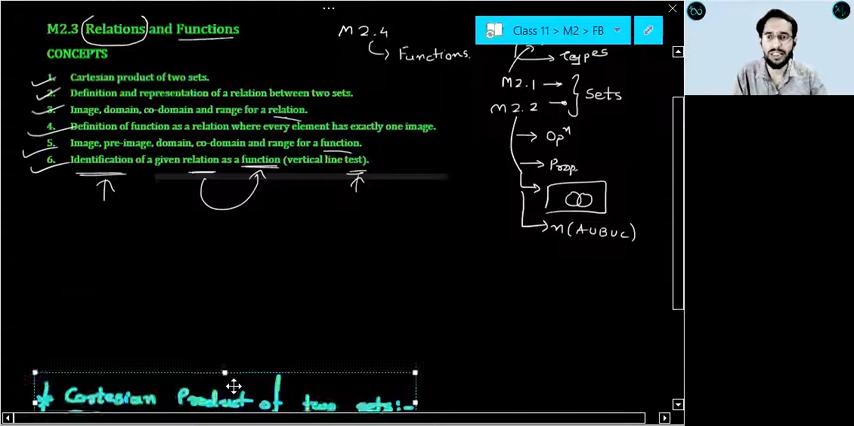 M2.3 Relations and Functions
CONCEPTS
1. Cartesian product of two sets.
2. Definition and representation of a relation between two sets.
3. Image, domain, co-domain and range for a relation.
4. Definition of function as a relation where every element has exactly one image.
5. Image, pre-image, domain, co-domain and range for a function.
6. Identification of a given relation as a function (vertical line test).
M2.4
Functions.
Class 11 > M2 > FB
Types
M2.1
M2.2
Sets
Opⁿ
Prop
n(AUBUC)
* Cartesian Product of two sets:-